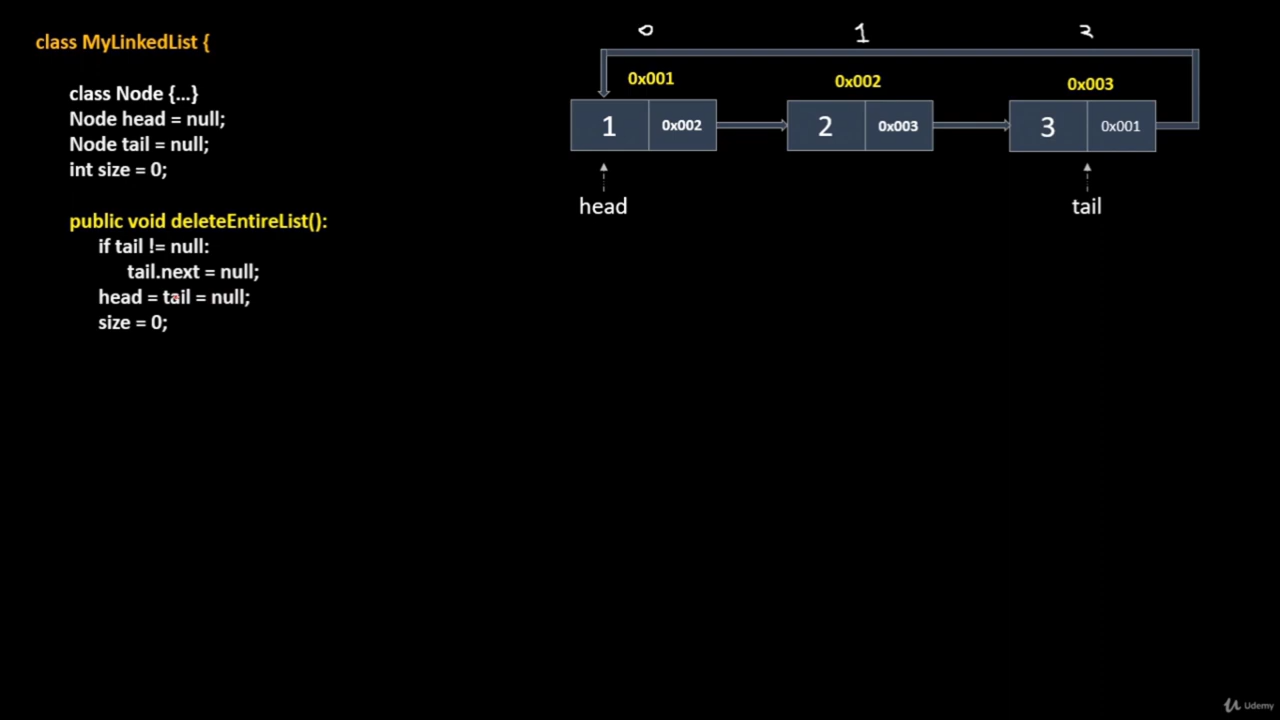 class MyLinkedList {
class Node {...}
Node head = null;
Node tail = null;
int size = 0;
public void deleteEntireList():
if tail != null:
tail.next = null;
head = tail = null;
size = 0;
0 1 2
0x001 0x002 0x003
1 0x002 2 0x003 3 0x001
head tail
Udemy